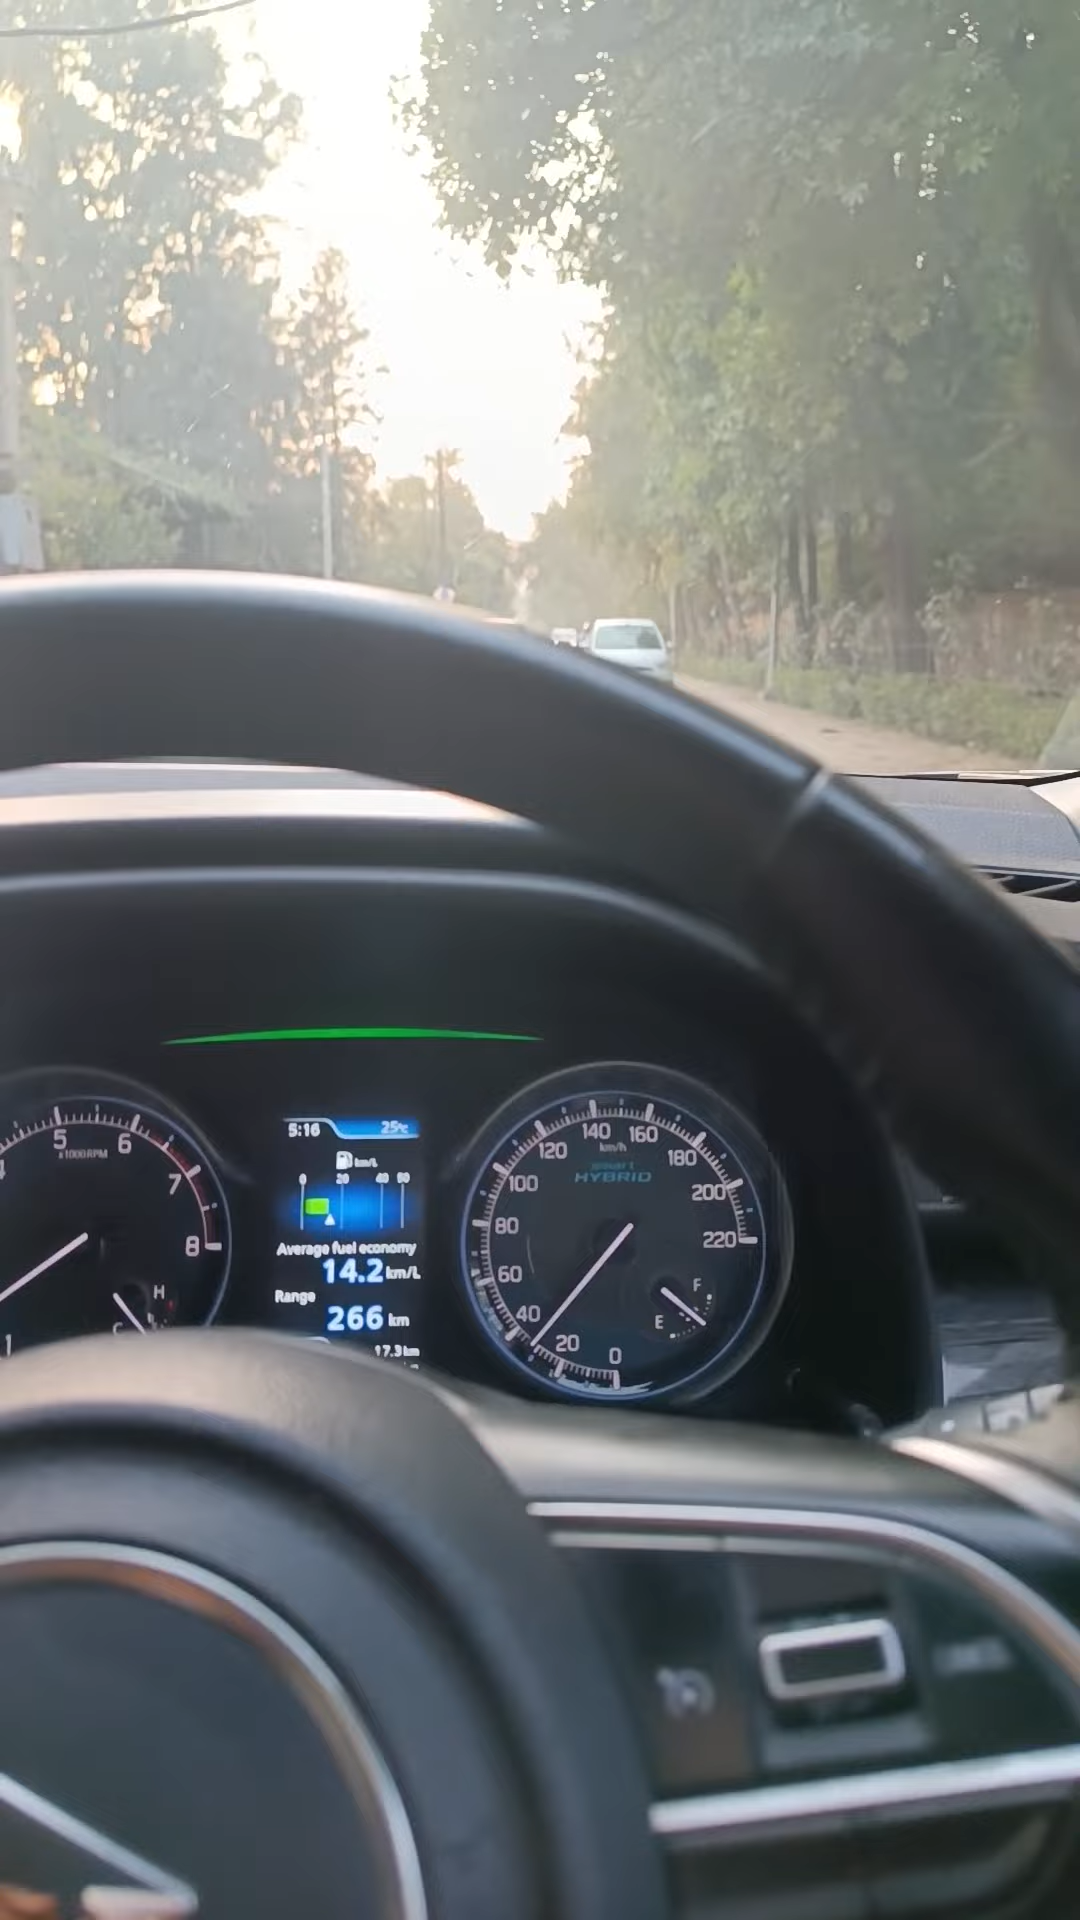 5:16 25°C
km/L
0 20 40 60
Average fuel economy
14.2 km/L
Range
266 km
17.3 km
1 4 5 6 7 8
x1000RPM
H
C
0 20 40 60 80 100 120 140 160 180 200 220
km/h
smart
HYBRID
F
E